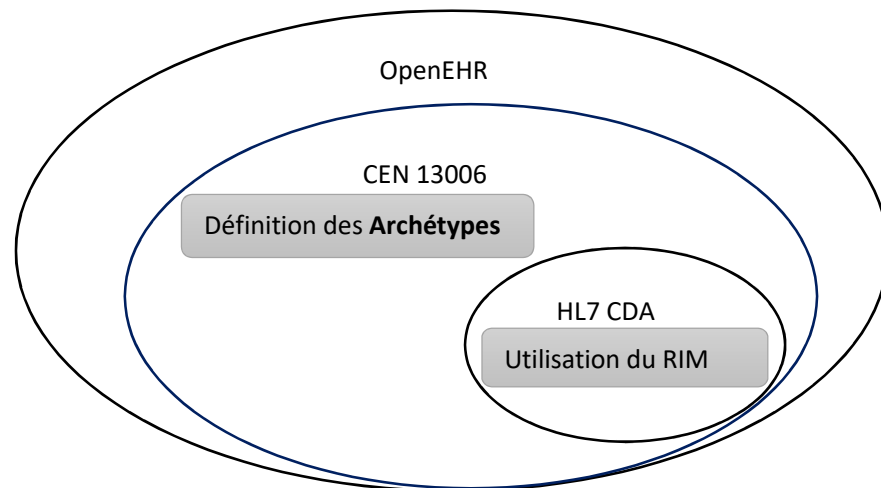 OpenEHR
CEN 13006
Définition des Archétypes
HL7 CDA
Utilisation du RIM